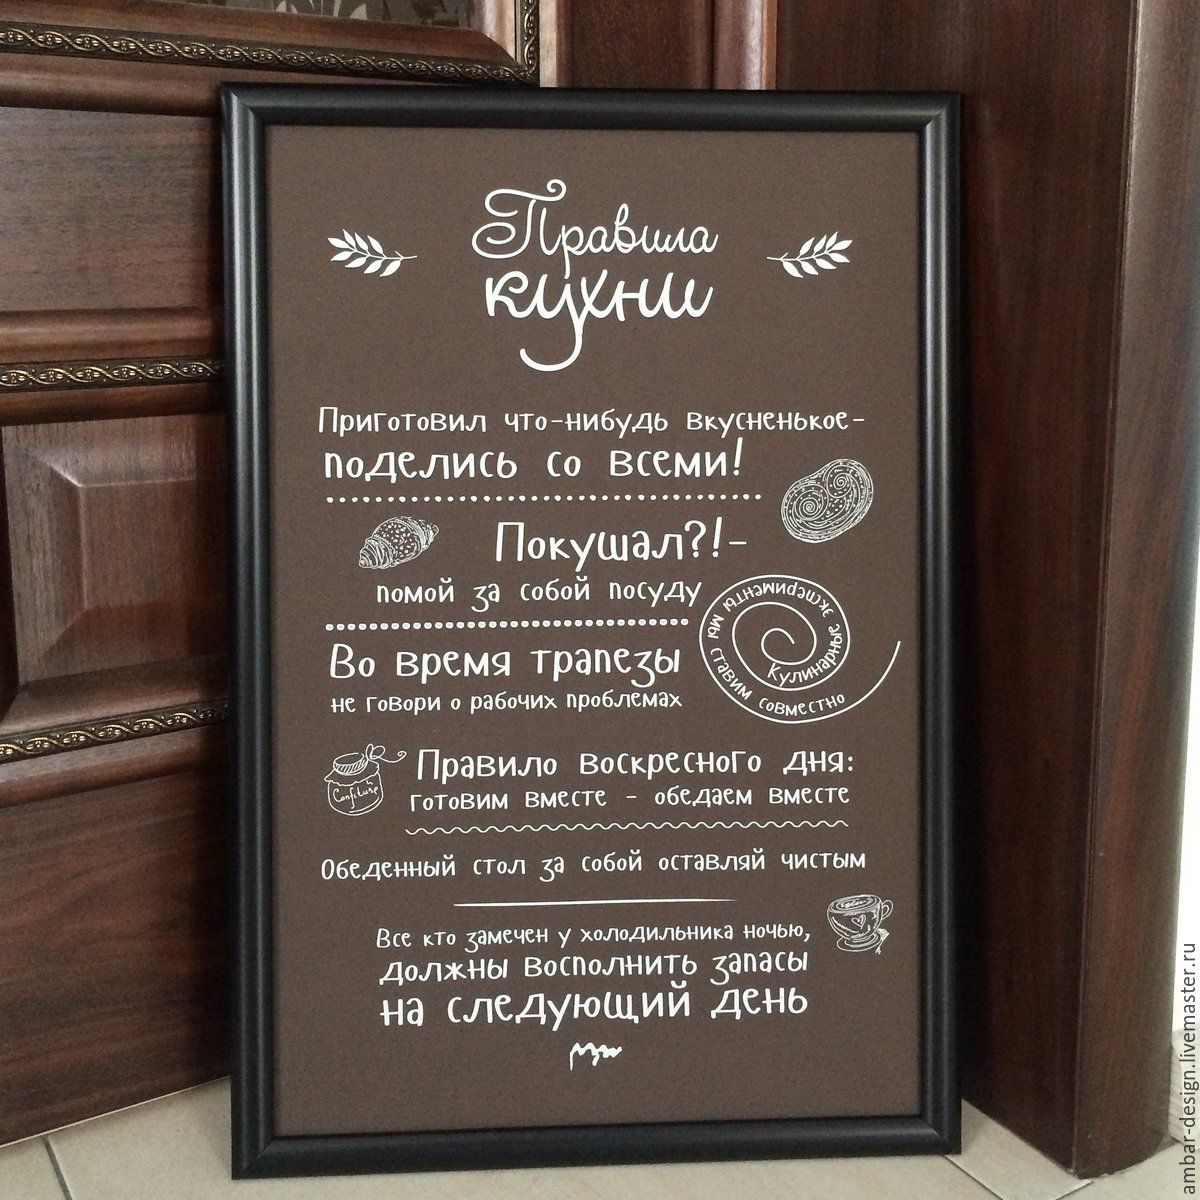 Правила
кухни
Приготовил что-нибудь вкусненькое-
поделись со всеми!
Покушал?!-
помой за собой посуду
Кулинарные эксперименты мы ставим совместно
Во время трапезы
не говори о рабочих проблемах
Confiture
Правило воскресного дня:
готовим вместе - обедаем вместе
Обеденный стол за собой оставляй чистым
Все кто замечен у холодильника ночью,
должны восполнить запасы
на следующий день
ambar-design.livemaster.ru